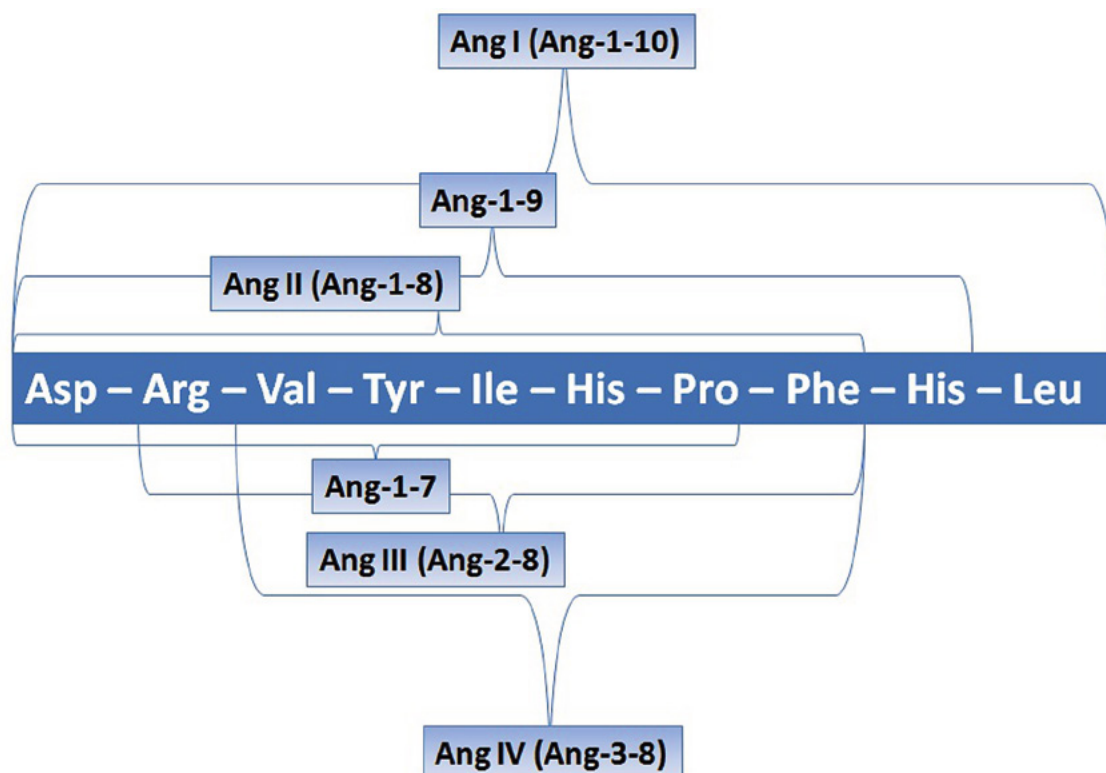 Ang I (Ang-1-10)
Ang-1-9
Ang II (Ang-1-8)
Asp – Arg – Val – Tyr – Ile – His – Pro – Phe – His – Leu
Ang-1-7
Ang III (Ang-2-8)
Ang IV (Ang-3-8)